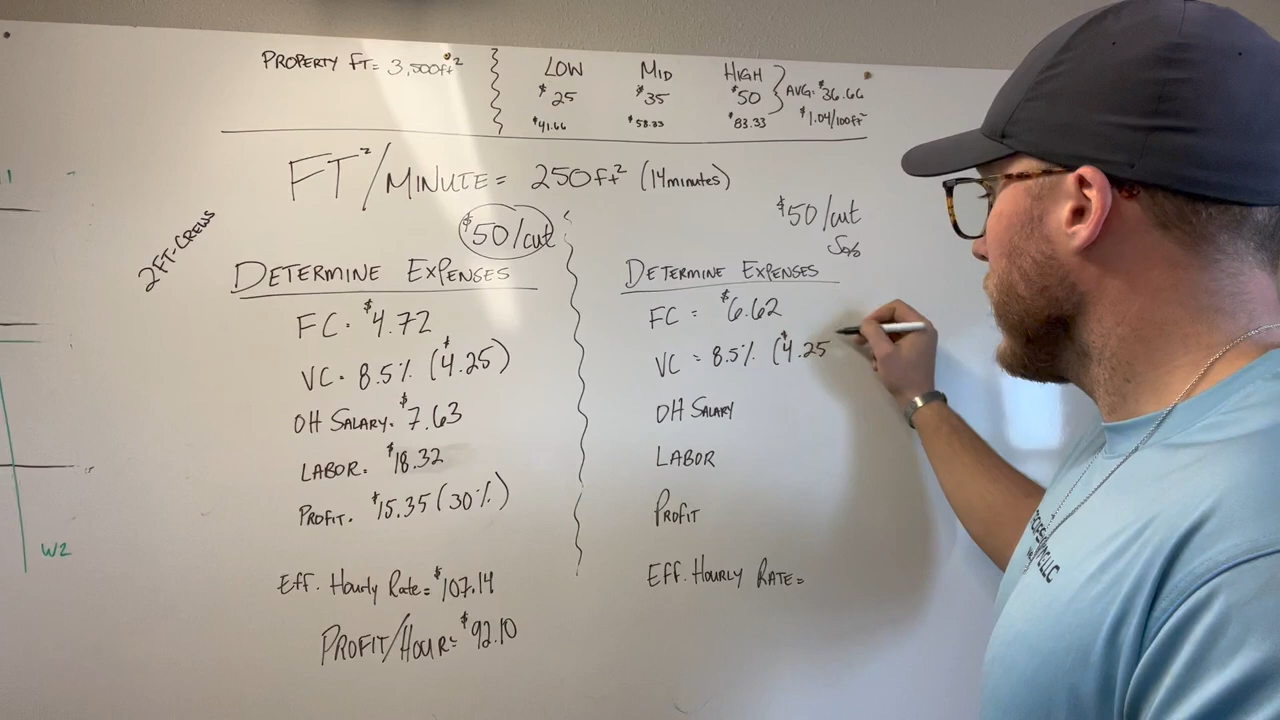 PROPERTY FT= 3,500ft²
LOW MID HIGH
$25 $35 $50 AVG: $36.66
$41.66 $58.33 $83.33 $1.04/100ft²
FT²/MINUTE= 250ft² (14minutes)
2FT-CREWS
$50/cut
DETERMINE EXPENSES
FC= $4.72
VC= 8.5% ($4.25)
OH SALARY= $7.63
LABOR= $18.32
PROFIT= $15.35 (30%)
Eff. Hourly Rate= $107.14
PROFIT/HOUR= $92.10
$50/cut
DETERMINE EXPENSES
FC = $6.62
VC = 8.5% ($4.25
OH SALARY
LABOR
PROFIT
EFF. HOURLY RATE=
W2